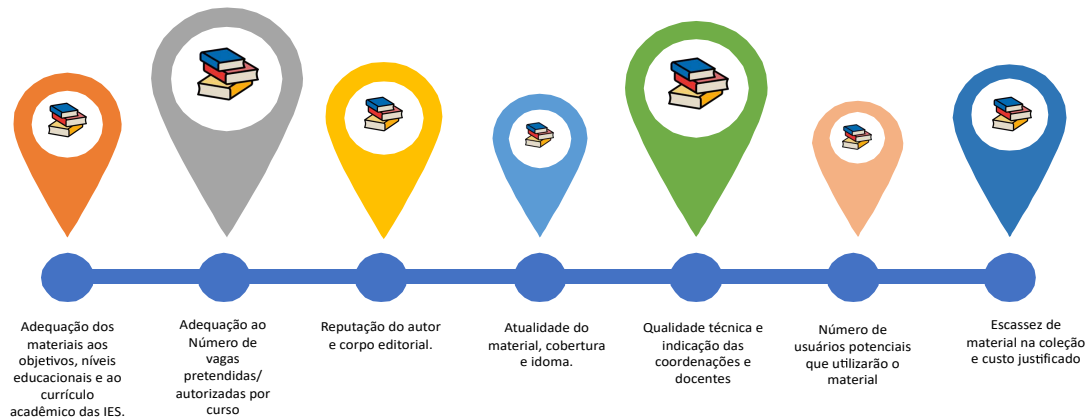 Adequação dos
materiais aos
objetivos, níveis
educacionais e ao
currículo
acadêmico das IES.
Adequação ao
Número de
vagas
pretendidas/
autorizadas por
curso
Reputação do autor
e corpo editorial.
Atualidade do
material, cobertura
e idoma.
Qualidade técnica e
indicação das
coordenações e
docentes
Número de
usuários potenciais
que utilizarão o
material
Escassez de
material na coleção
e custo justificado